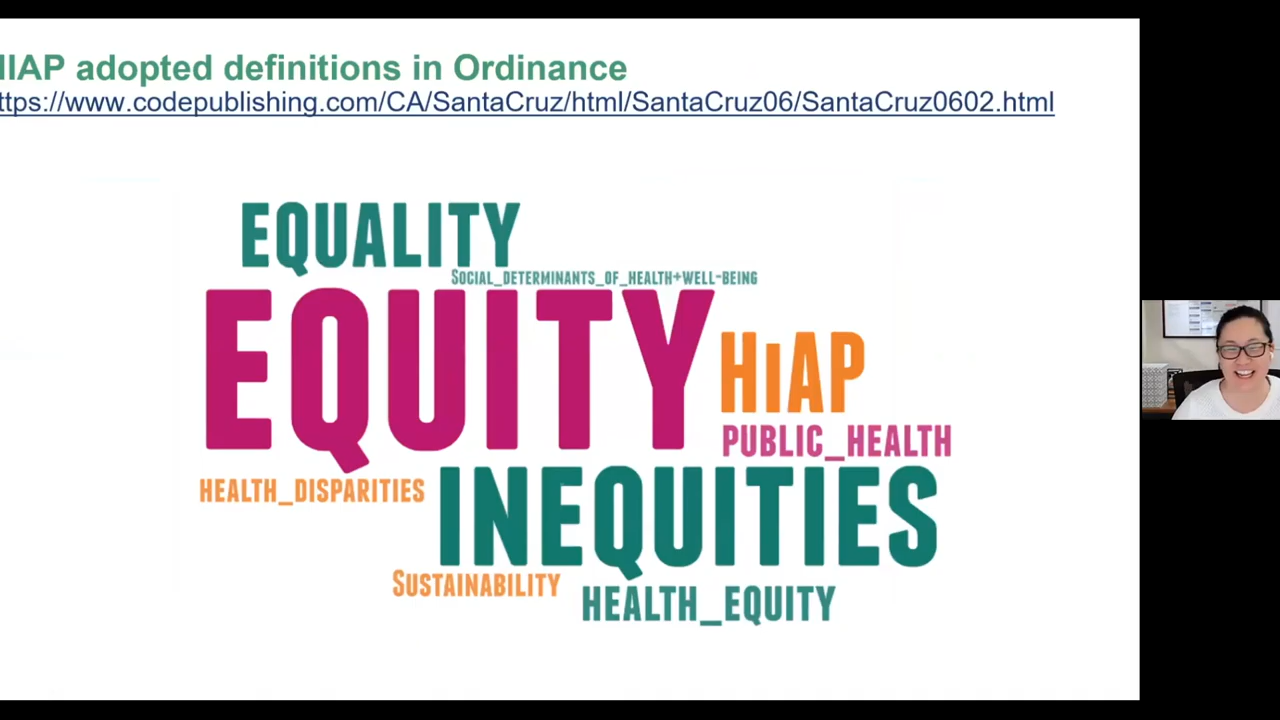 HIAP adopted definitions in Ordinance
ttps://www.codepublishing.com/CA/SantaCruz/html/SantaCruz06/SantaCruz0602.html
EQUALITY
SOCIAL_DETERMINANTS_OF_HEALTH+WELL-BEING
EQUITY
HiAP
PUBLIC_HEALTH
HEALTH_DISPARITIES
INEQUITIES
SUSTAINABILITY
HEALTH_EQUITY